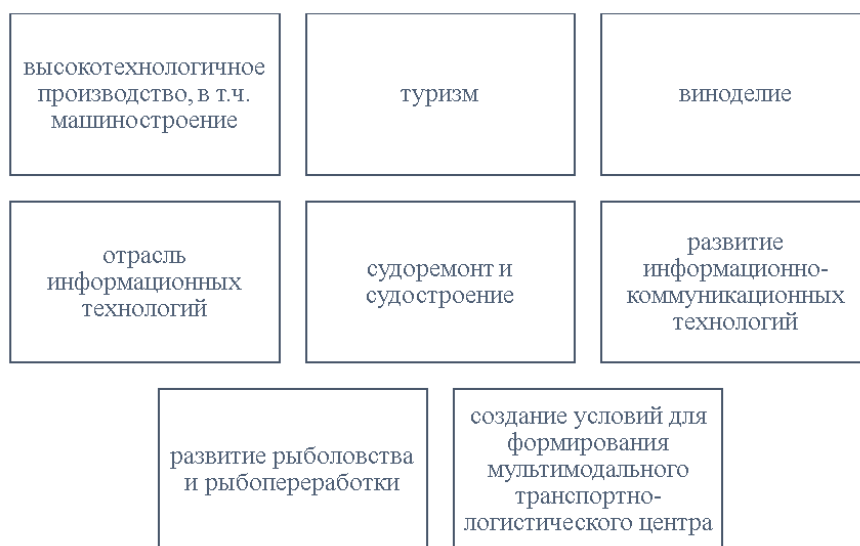 высокотехнологичное
производство, в т.ч.
машиностроение
туризм
виноделие
отрасль
информационных
технологий
судоремонт и
судостроение
развитие
информационно-
коммуникационных
технологий
развитие рыболовства
и рыбопереработки
создание условий для
формирования
мультимодального
транспортно-
логистического центра